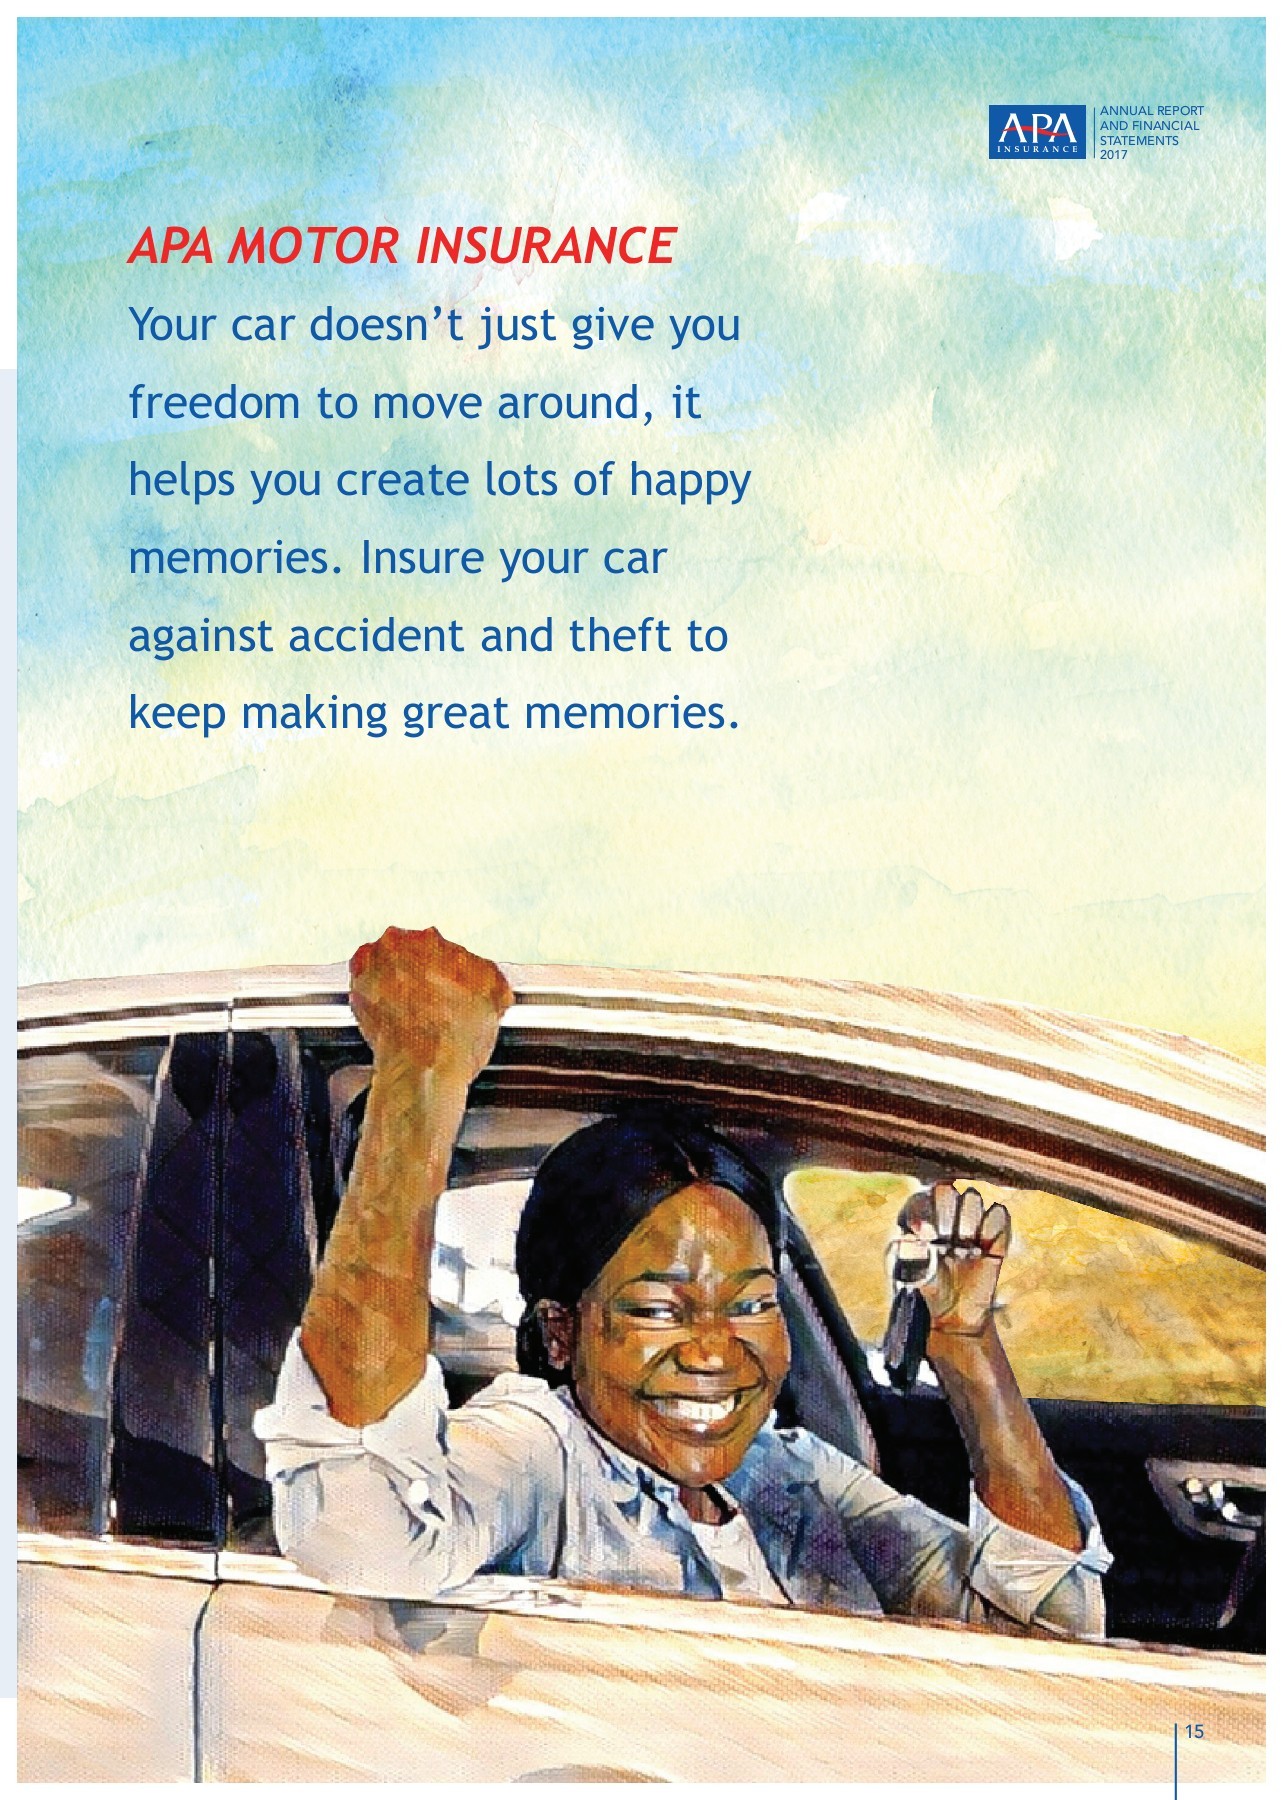 APA
INSURANCE
ANNUAL REPORT
AND FINANCIAL
STATEMENTS
2017
APA MOTOR INSURANCE
Your car doesn’t just give you
freedom to move around, it
helps you create lots of happy
memories. Insure your car
against accident and theft to
keep making great memories.
15